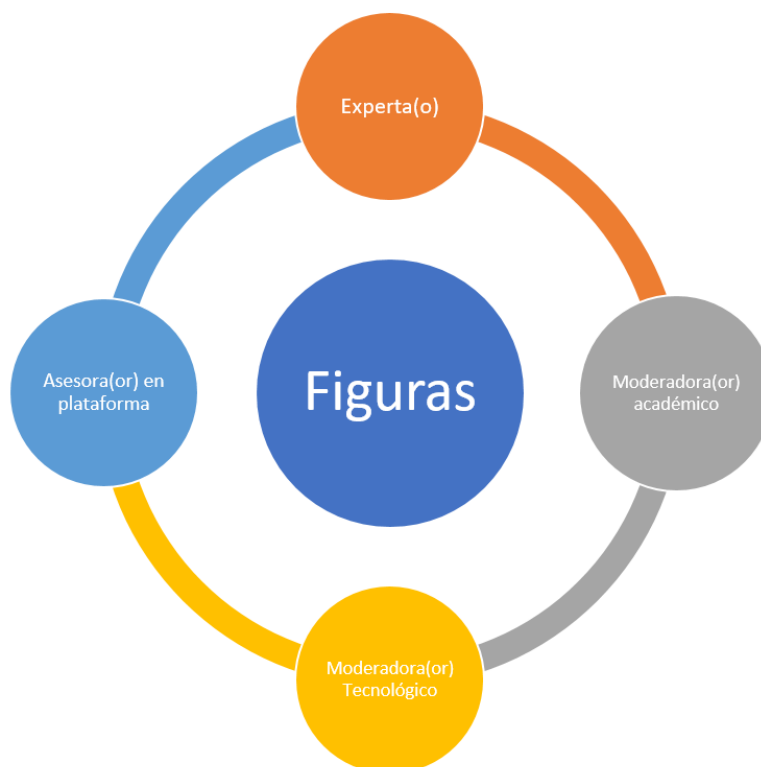 Experta(o)
Asesora(or) en
plataforma
Figuras
Moderadora(or)
académico
Moderadora(or)
Tecnológico